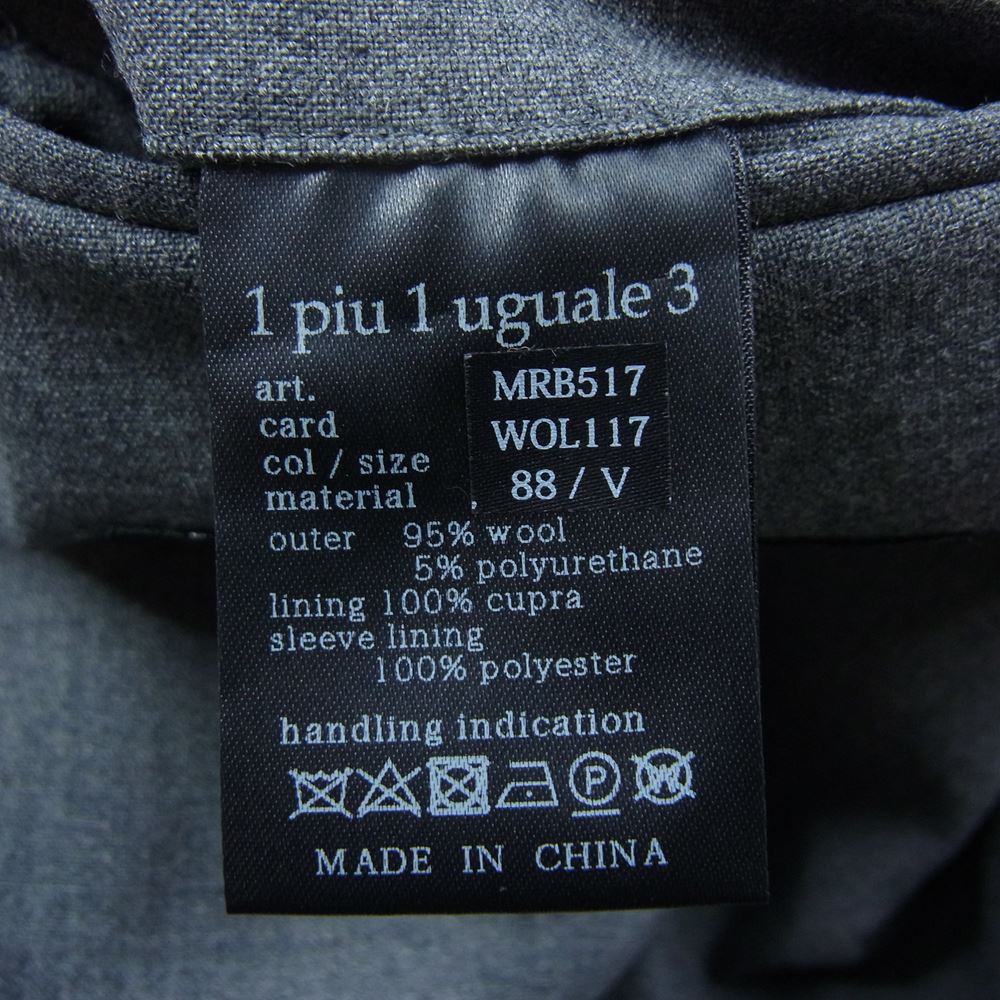 1 piu 1 uguale 3
art. MRB517
card WOL117
col / size 88 / V
material
outer 95% wool
5% polyurethane
lining 100% cupra
sleeve lining
100% polyester
handling indication
P W
MADE IN CHINA